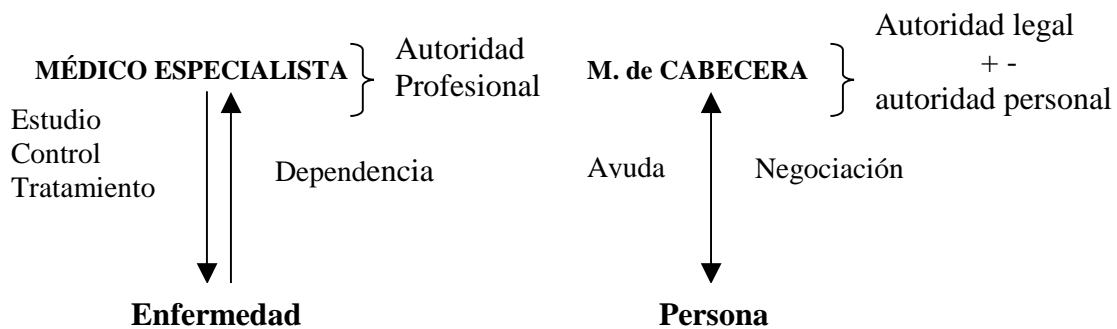 MÉDICO ESPECIALISTA
Autoridad
Profesional
Estudio
Control
Tratamiento
Dependencia
Enfermedad
M. de CABECERA
Autoridad legal
+ -
autoridad personal
Avuda
Negociación
Persona